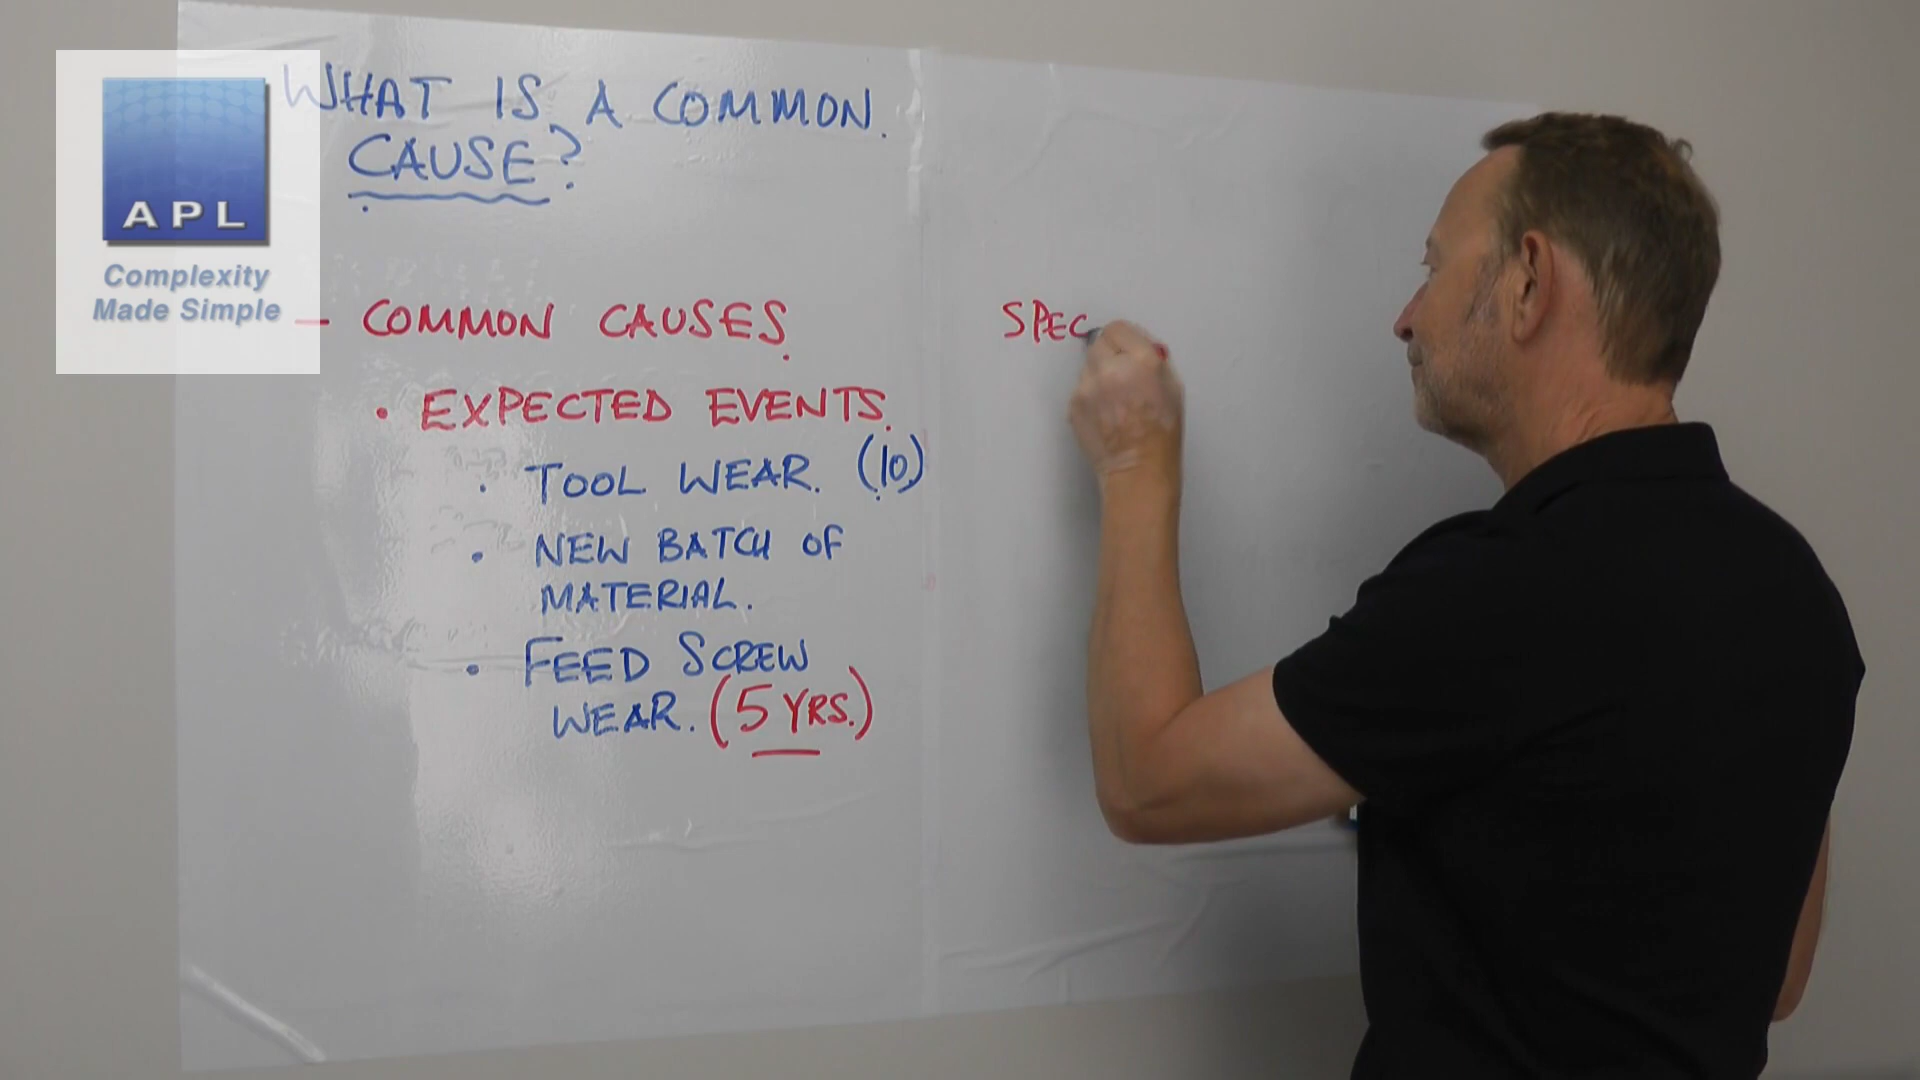 WHAT IS A COMMON
CAUSE?
APL
Complexity
Made Simple
- COMMON CAUSES.
• EXPECTED EVENTS.
• TOOL WEAR. (10)
• NEW BATCH OF
MATERIAL.
• FEED SCREW
WEAR. (5 YRS.)
SPEC